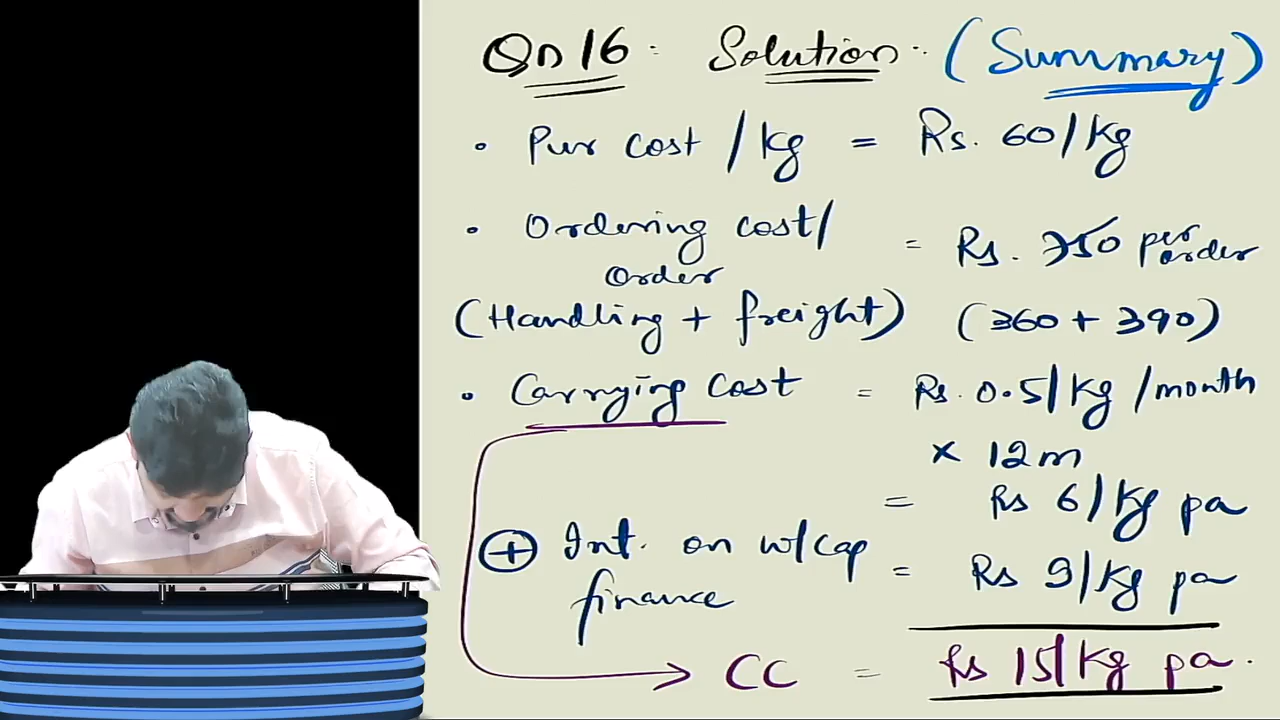 Qn 16. Solution.. (Summary)
• Pur cost / kg = Rs. 60/kg
• Ordering cost/ order = Rs. 750 per order
(Handling + freight) (360 + 390)
• Carrying cost = Rs. 0.5/kg /month
× 12m
= Rs 6/kg pa
+ Int. on w/cap finance = Rs 9/kg pa
→ CC = Rs 15/kg pa.